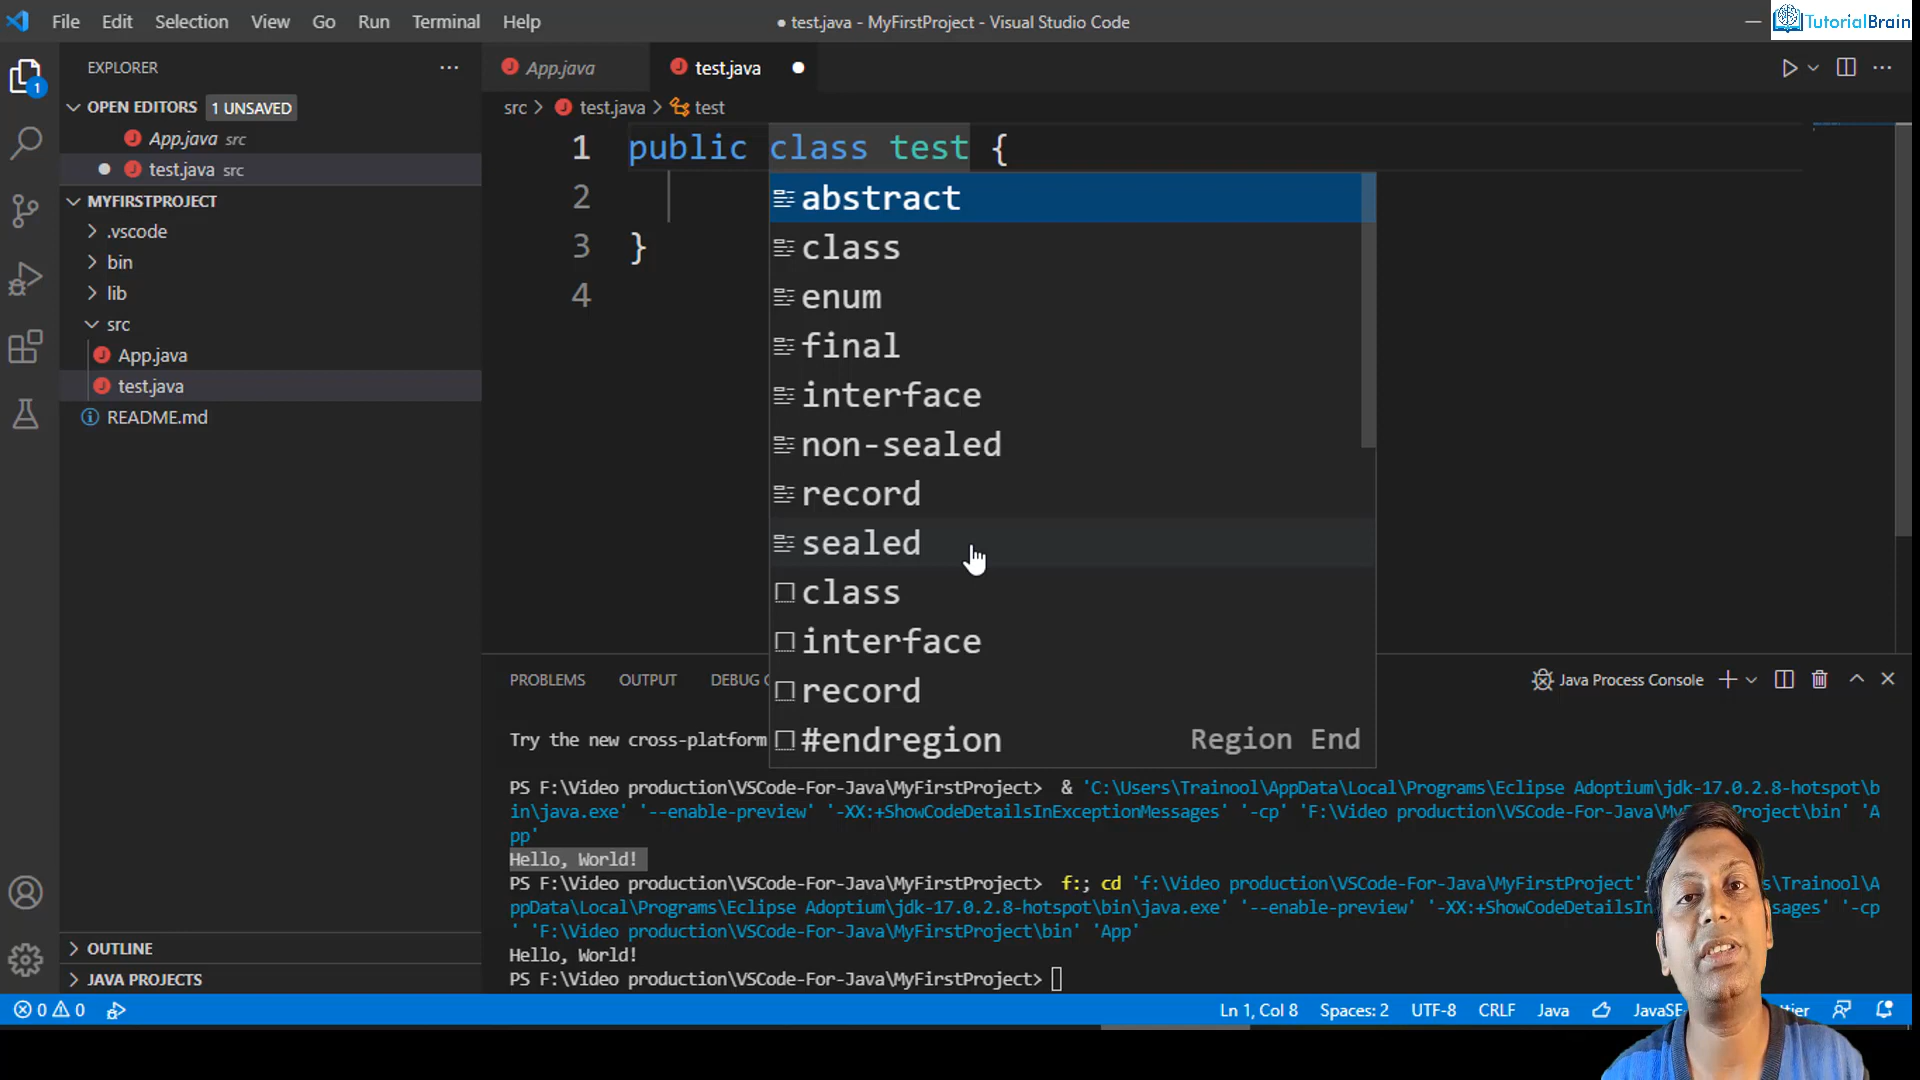 File Edit Selection View Go Run Terminal Help
● test.java - MyFirstProject - Visual Studio Code
TutorialBrain
EXPLORER
App.java
test.java
1
OPEN EDITORS 1 UNSAVED
App.java src
test.java src
MYFIRSTPROJECT
.vscode
bin
lib
src
App.java
test.java
README.md
OUTLINE
JAVA PROJECTS
src > test.java > test
1 public class test {
2
3 }
4
abstract
class
enum
final
interface
non-sealed
record
sealed
class
interface
record
#endregion Region End
PROBLEMS OUTPUT DEBUG C
Java Process Console
Try the new cross-platform
PS F:\Video production\VSCode-For-Java\MyFirstProject> & 'C:\Users\Trainool\AppData\Local\Programs\Eclipse Adoptium\jdk-17.0.2.8-hotspot\b
in\java.exe' '--enable-preview' '-XX:+ShowCodeDetailsInExceptionMessages' '-cp' 'F:\Video production\VSCode-For-Java\MyFirstProject\bin' 'A
pp'
Hello, World!
PS F:\Video production\VSCode-For-Java\MyFirstProject> f:; cd 'f:\Video production\VSCode-For-Java\MyFirstProject' s\Trainool\A
ppData\Local\Programs\Eclipse Adoptium\jdk-17.0.2.8-hotspot\bin\java.exe' '--enable-preview' '-XX:+ShowCodeDetailsIn sages' '-cp
' 'F:\Video production\VSCode-For-Java\MyFirstProject\bin' 'App'
Hello, World!
PS F:\Video production\VSCode-For-Java\MyFirstProject>
0 0
Ln 1, Col 8 Spaces: 2 UTF-8 CRLF Java JavaSE ttier